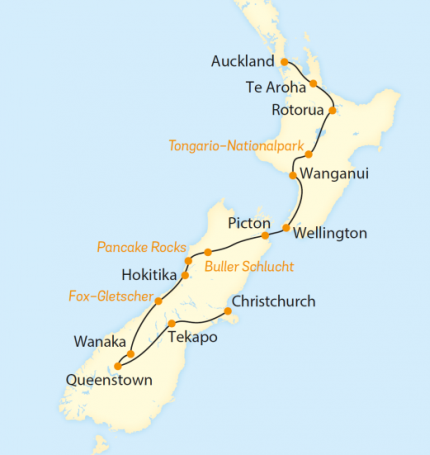 Auckland
Te Aroha
Rotorua
Tongario-Nationalpark
Wanganui
Picton
Wellington
Pancake Rocks
Buller Schlucht
Hokitika
Fox-Gletscher
Christchurch
Tekapo
Wanaka
Queenstown